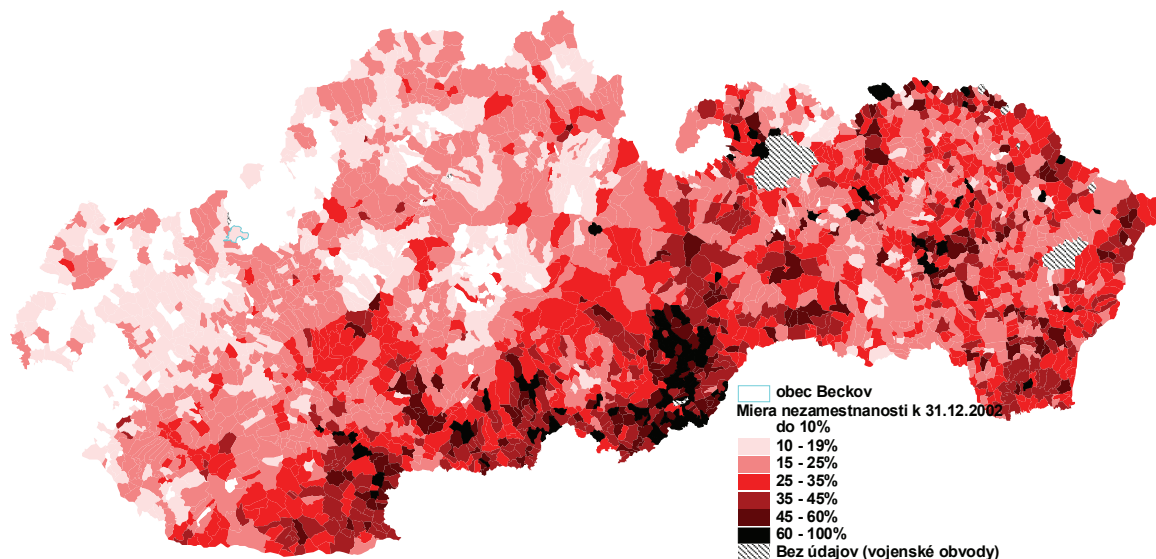 obec Beckov
Miera nezamestnanosti k 31.12.2002
do 10%
10 - 19%
15 - 25%
25 - 35%
35 - 45%
45 - 60%
60 - 100%
Bez údajov (vojenské obvody)